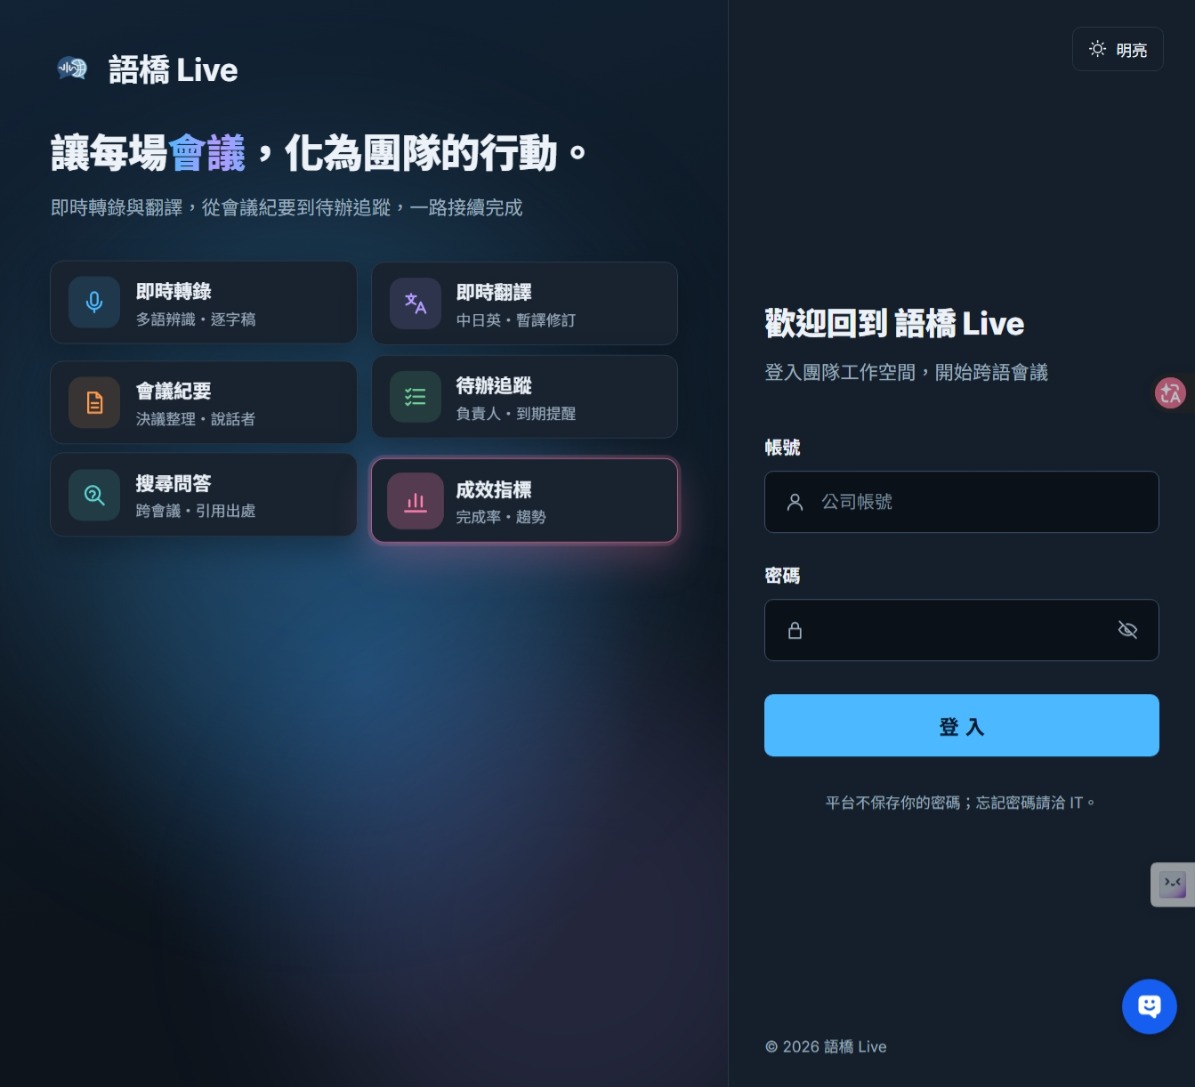 語橋 Live
明亮
讓每場會議，化為團隊的行動。
即時轉錄與翻譯，從會議紀要到待辦追蹤，一路接續完成
即時轉錄
多語辨識・逐字稿
即時翻譯
中日英・暫譯修訂
會議紀要
決議整理・說話者
待辦追蹤
負責人・到期提醒
搜尋問答
跨會議・引用出處
成效指標
完成率・趨勢
歡迎回到 語橋 Live
登入團隊工作空間，開始跨語會議
帳號
公司帳號
密碼
登 入
平台不保存你的密碼；忘記密碼請洽 IT。
© 2026 語橋 Live